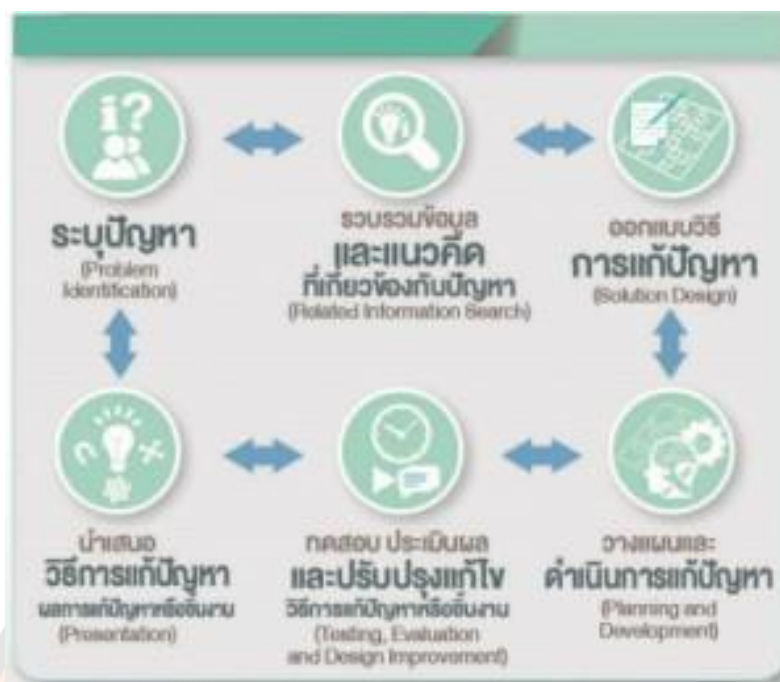 ระบุปัญหา
(Problem
Identification)
รวบรวมข้อมูล
และแนวคิด
ที่เกี่ยวข้องกับปัญหา
(Related Information Search)
ออกแบบวิธี
การแก้ปัญหา
(Solution Design)
นำเสนอ
วิธีการแก้ปัญหา
ผลการแก้ปัญหาหรือชิ้นงาน
(Presentation)
ทดสอบ ประเมินผล
และปรับปรุงแก้ไข
วิธีการแก้ปัญหาหรือชิ้นงาน
(Testing, Evaluation
and Design Improvement)
วางแผนและ
ดำเนินการแก้ปัญหา
(Planning and
Development)